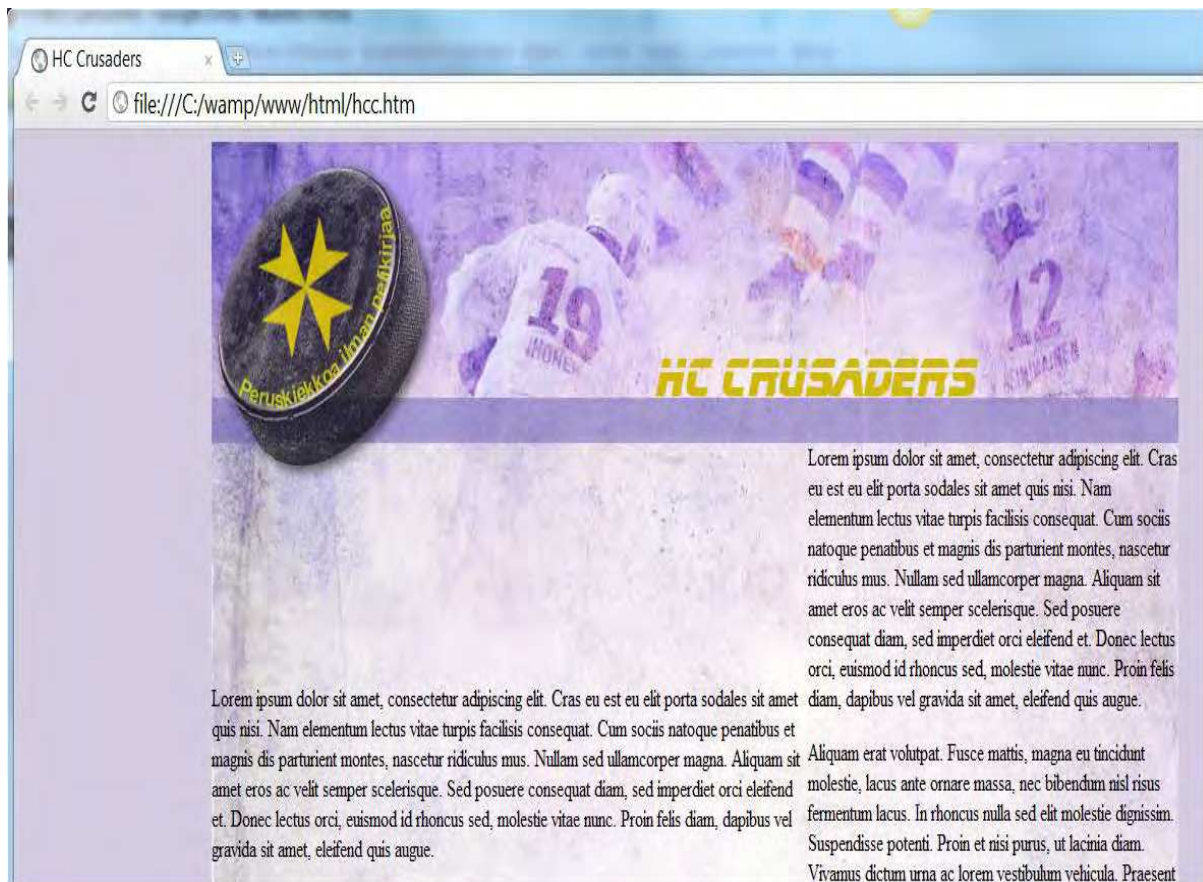 HC Crusaders
file:///C:/wamp/www/html/hcc.htm
Peruskiekkoa ilman penkirjaa
19
12
HC CRUSADERS
Lorem ipsum dolor sit amet, consectetur adipiscing elit. Cras
eu est eu elit porta sodales sit amet quis nisi. Nam
elementum lectus vitae turpis facilisis consequat. Cum sociis
natoque penatibus et magnis dis parturient montes, nascetur
ridiculus mus. Nullam sed ullamcorper magna. Aliquam sit
amet eros ac velit semper scelerisque. Sed posuere
consequat diam, sed imperdiet orci eleifend et. Donec lectus
orci, euismod id rhoncus sed, molestie vitae nunc. Proin felis
diam, dapibus vel gravida sit amet, eleifend quis augue.
Aliquam erat volutpat. Fusce mattis, magna eu tincidunt
molestie, lacus ante ornare massa, nec bibendum nisl risus
fermentum lacus. In rhoncus nulla sed elit molestie dignissim.
Suspendisse potenti. Proin et nisi purus, ut lacinia diam.
Vivamus dictum urna ac lorem vestibulum vehicula. Praesent
Lorem ipsum dolor sit amet, consectetur adipiscing elit. Cras eu est eu elit porta sodales sit amet
quis nisi. Nam elementum lectus vitae turpis facilisis consequat. Cum sociis natoque penatibus et
magnis dis parturient montes, nascetur ridiculus mus. Nullam sed ullamcorper magna. Aliquam sit
amet eros ac velit semper scelerisque. Sed posuere consequat diam, sed imperdiet orci eleifend
et. Donec lectus orci, euismod id rhoncus sed, molestie vitae nunc. Proin felis diam, dapibus vel
gravida sit amet, eleifend quis augue.